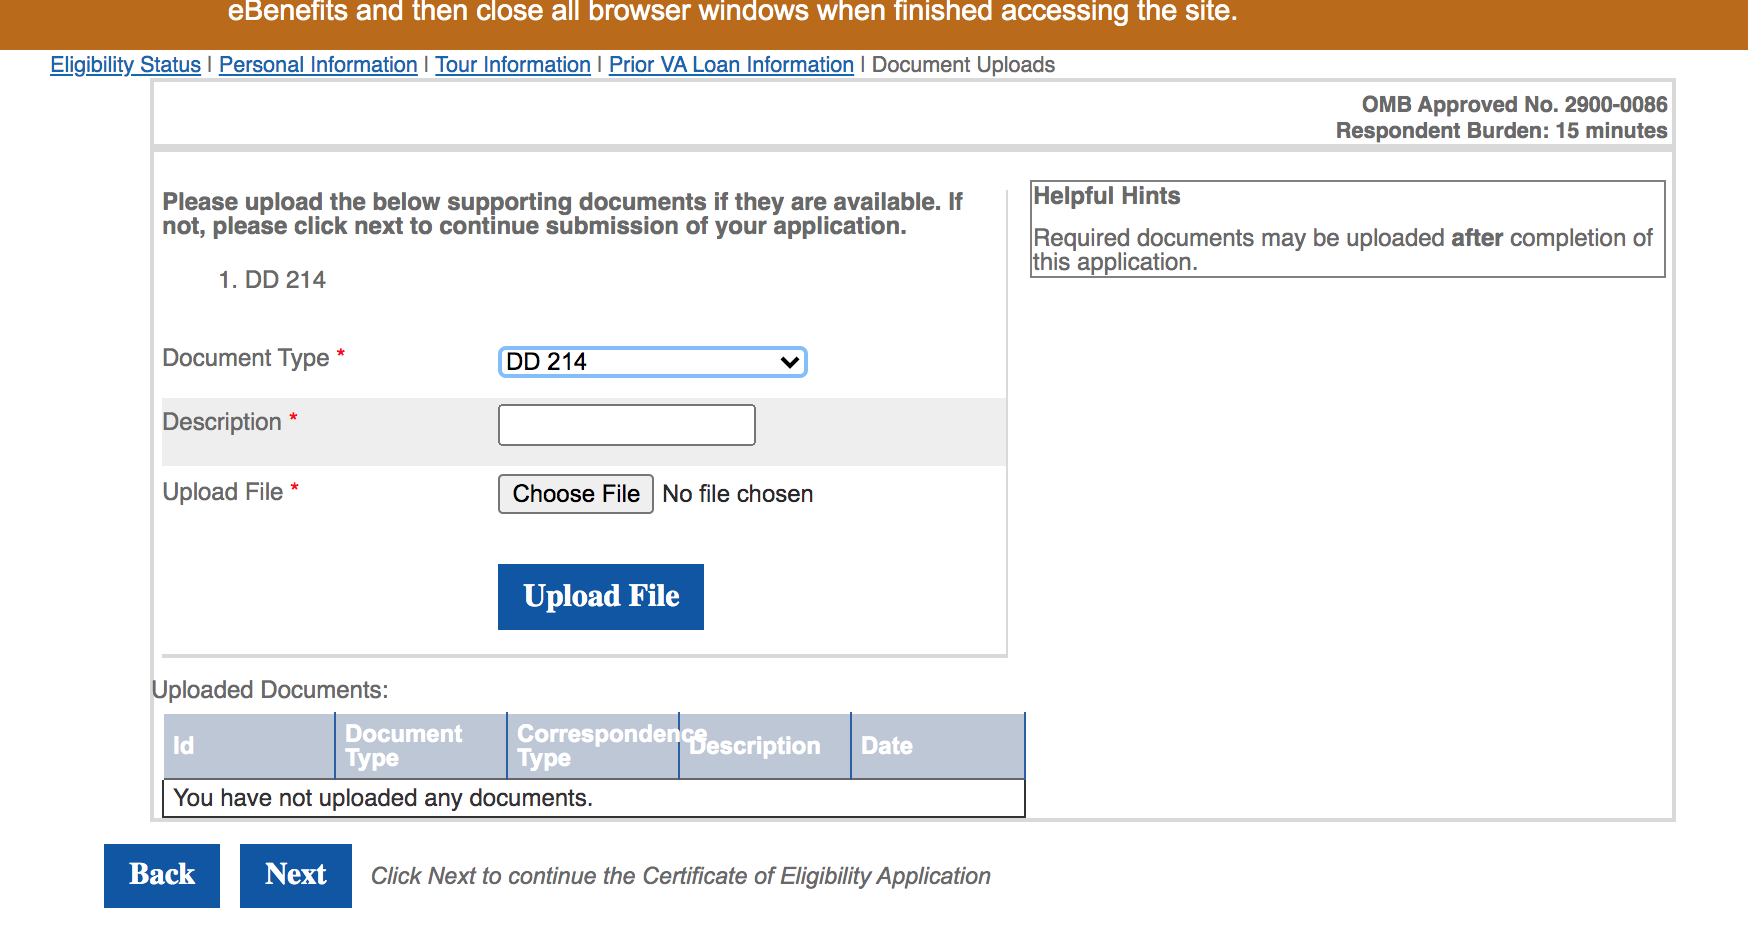 eBenefits and then close all browser windows when finished accessing the site.
Eligibility Status | Personal Information | Tour Information | Prior VA Loan Information | Document Uploads
OMB Approved No. 2900-0086
Respondent Burden: 15 minutes
Please upload the below supporting documents if they are available. If
not, please click next to continue submission of your application.
1. DD 214
Helpful Hints
Required documents may be uploaded after completion of
this application.
Document Type *
DD 214
Description *
Upload File *
Choose File No file chosen
Upload File
Uploaded Documents:
Id
Document
Type
Correspondence
Type
Description
Date
You have not uploaded any documents.
Back
Next
Click Next to continue the Certificate of Eligibility Application